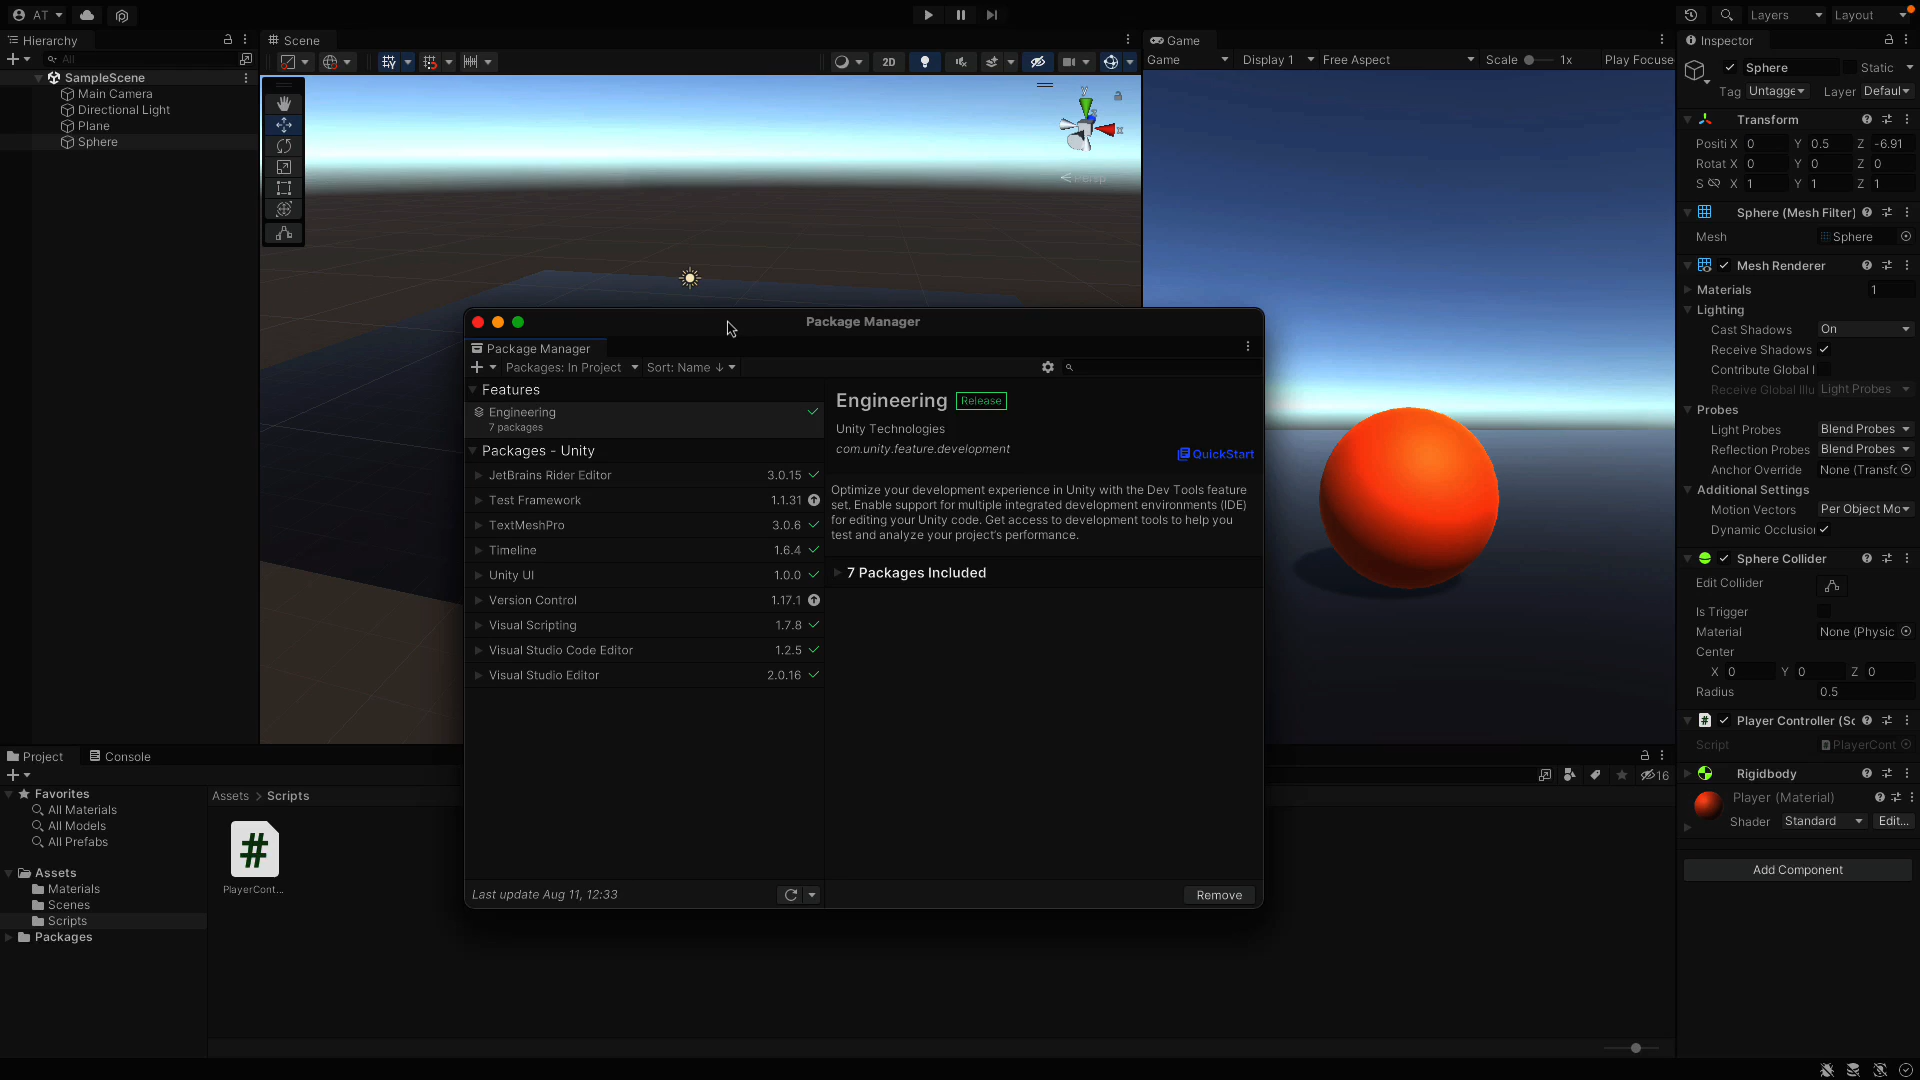 AT
Layers
Layout
Hierarchy
All
SampleScene
Main Camera
Directional Light
Plane
Sphere
Scene
2D
Persp
Game
Game
Display 1
Free Aspect
Scale
1x
Play Focuse
Inspector
Sphere
Static
Tag
Untagge
Layer
Defaul
Transform
Positi X 0 Y 0.5 Z -6.91
Rotat X 0 Y 0 Z 0
S X 1 Y 1 Z 1
Sphere (Mesh Filter)
Mesh
Sphere
Mesh Renderer
Materials
1
Lighting
Cast Shadows
On
Receive Shadows
Contribute Global I
Receive Global Illu
Light Probes
Probes
Light Probes
Blend Probes
Reflection Probes
Blend Probes
Anchor Override
None (Transfo
Additional Settings
Motion Vectors
Per Object Mo
Dynamic Occlusion
Sphere Collider
Edit Collider
Is Trigger
Material
None (Physic
Center
X 0 Y 0 Z 0
Radius
0.5
# Player Controller (Sc
Script
PlayerCont
Rigidbody
Player (Material)
Shader
Standard
Edit...
Add Component
Package Manager
Package Manager
Packages: In Project
Sort: Name ↓
Features
Engineering
7 packages
Packages - Unity
JetBrains Rider Editor 3.0.15
Test Framework 1.1.31
TextMeshPro 3.0.6
Timeline 1.6.4
Unity UI 1.0.0
Version Control 1.17.1
Visual Scripting 1.7.8
Visual Studio Code Editor 1.2.5
Visual Studio Editor 2.0.16
Last update Aug 11, 12:33
Engineering
Release
Unity Technologies
com.unity.feature.development
QuickStart
Optimize your development experience in Unity with the Dev Tools feature
set. Enable support for multiple integrated development environments (IDE)
for editing your Unity code. Get access to development tools to help you
test and analyze your project's performance.
7 Packages Included
Remove
Project
Console
16
Favorites
All Materials
All Models
All Prefabs
Assets
Materials
Scenes
Scripts
Packages
Assets > Scripts
#
PlayerCont...